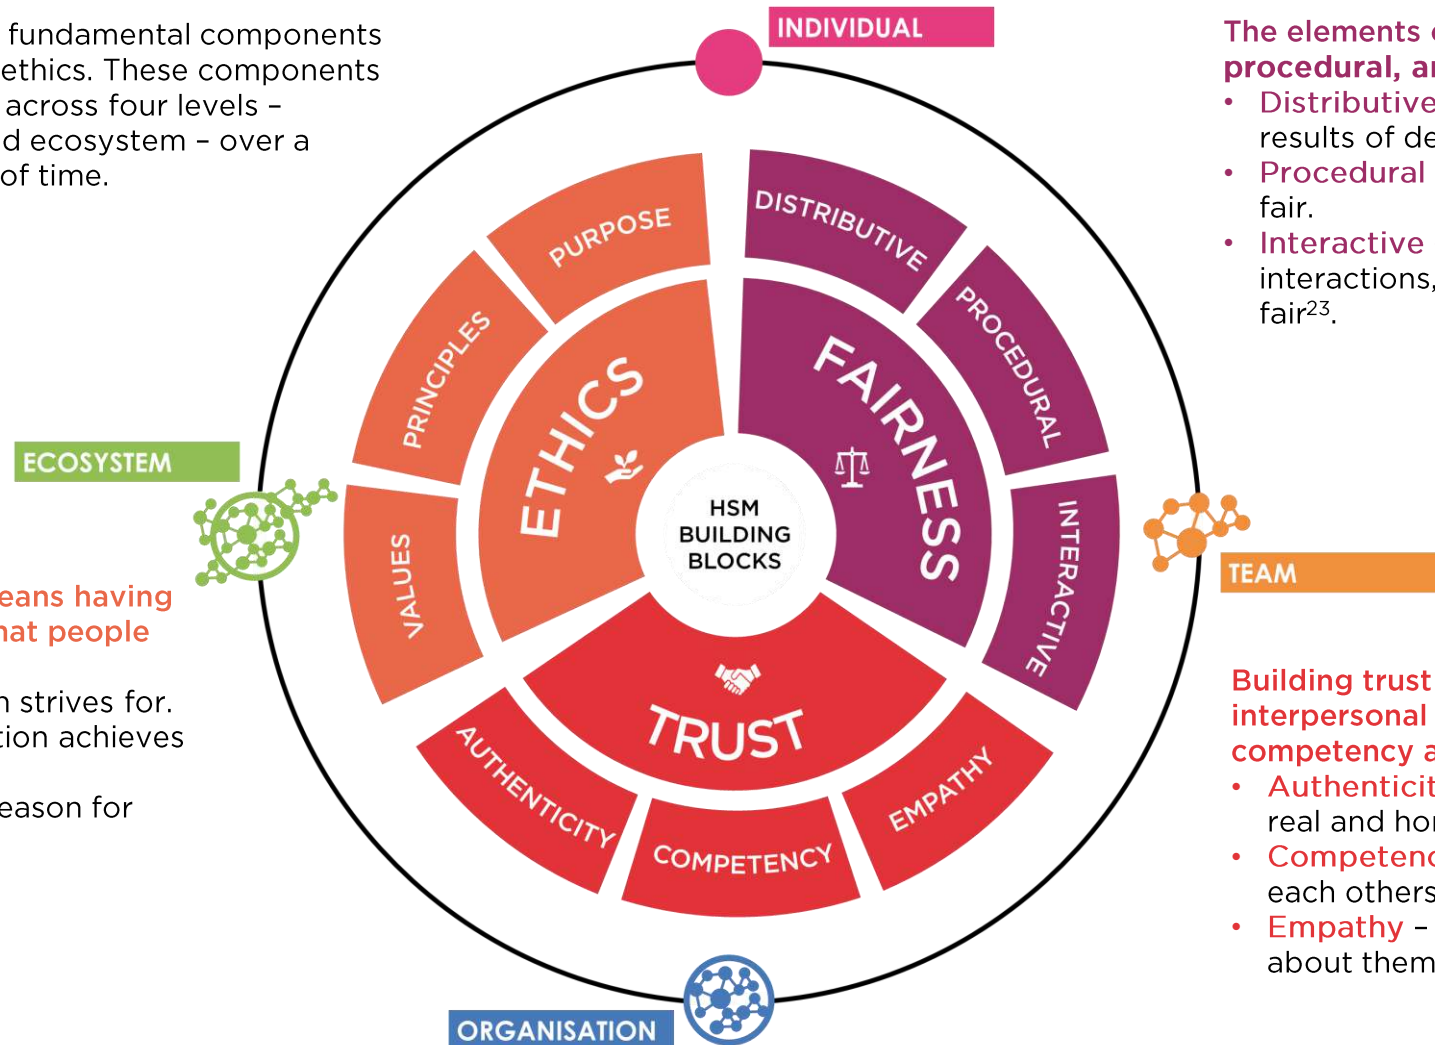 fundamental components
ethics. These components
across four levels –
d ecosystem – over a
of time.
INDIVIDUAL
The elements
procedural, a
• Distributive
results of de
• Procedural
fair.
• Interactive
interactions,
fair23.
PURPOSE
DISTRIBUTIVE
PRINCIPLES
PROCEDURAL
ETHICS
FAIRNESS
ECOSYSTEM
HSM
BUILDING
BLOCKS
VALUES
INTERACTIVE
TEAM
eans having
hat people
n strives for.
tion achieves
eason for
TRUST
AUTHENTICITY
COMPETENCY
EMPATHY
Building trust
interpersonal
competency a
• Authenticit
real and hon
• Competenc
each others
• Empathy –
about them
ORGANISATION